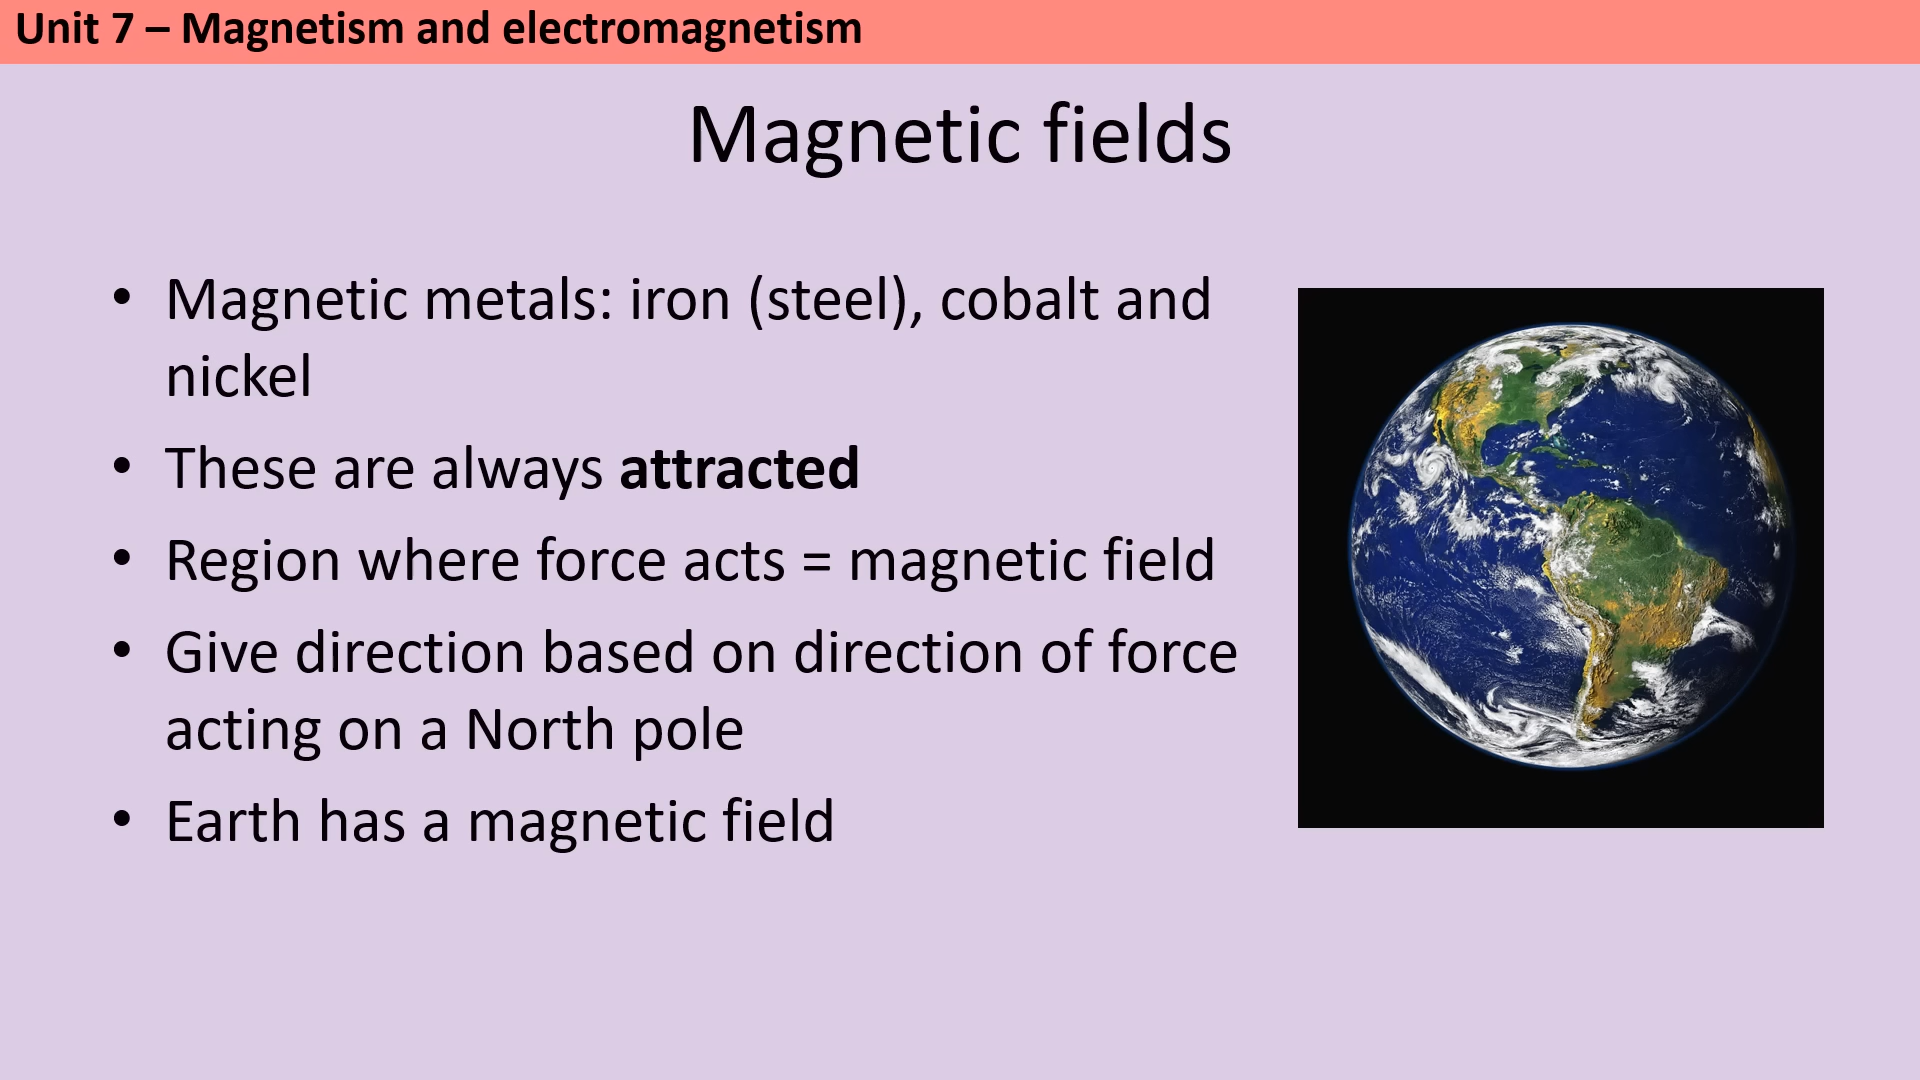 Unit 7 – Magnetism and electromagnetism
Magnetic fields
• Magnetic metals: iron (steel), cobalt and
nickel
• These are always attracted
• Region where force acts = magnetic field
• Give direction based on direction of force
acting on a North pole
• Earth has a magnetic field